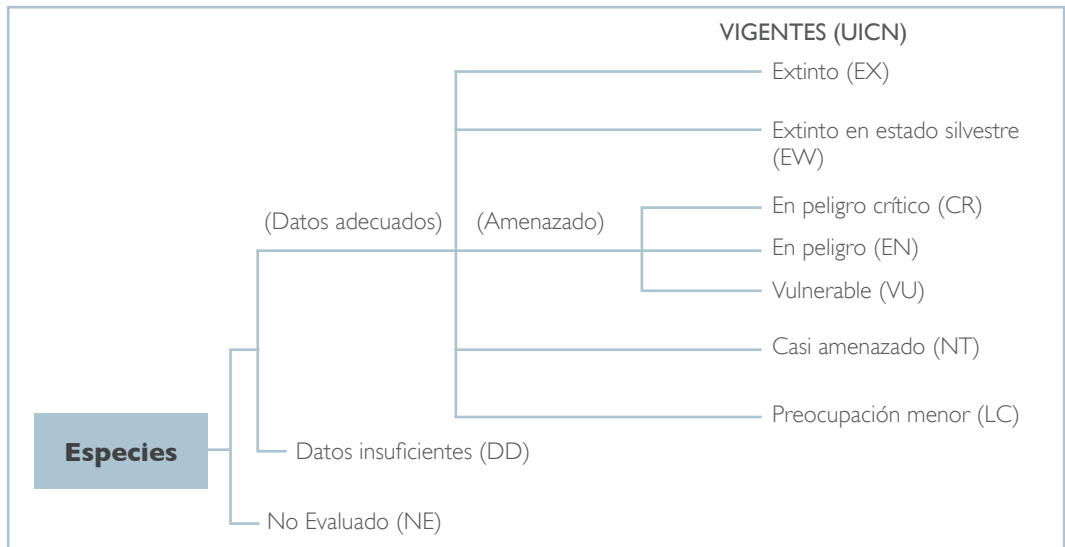 VIGENTES (UICN)
Extinto (EX)
Extinto en estado silvestre
(EW)
(Datos adecuados)
(Amenazado)
En peligro crítico (CR)
En peligro (EN)
Vulnerable (VU)
Casi amenazado (NT)
Preocupación menor (LC)
Especies
Datos insuficientes (DD)
No Evaluado (NE)